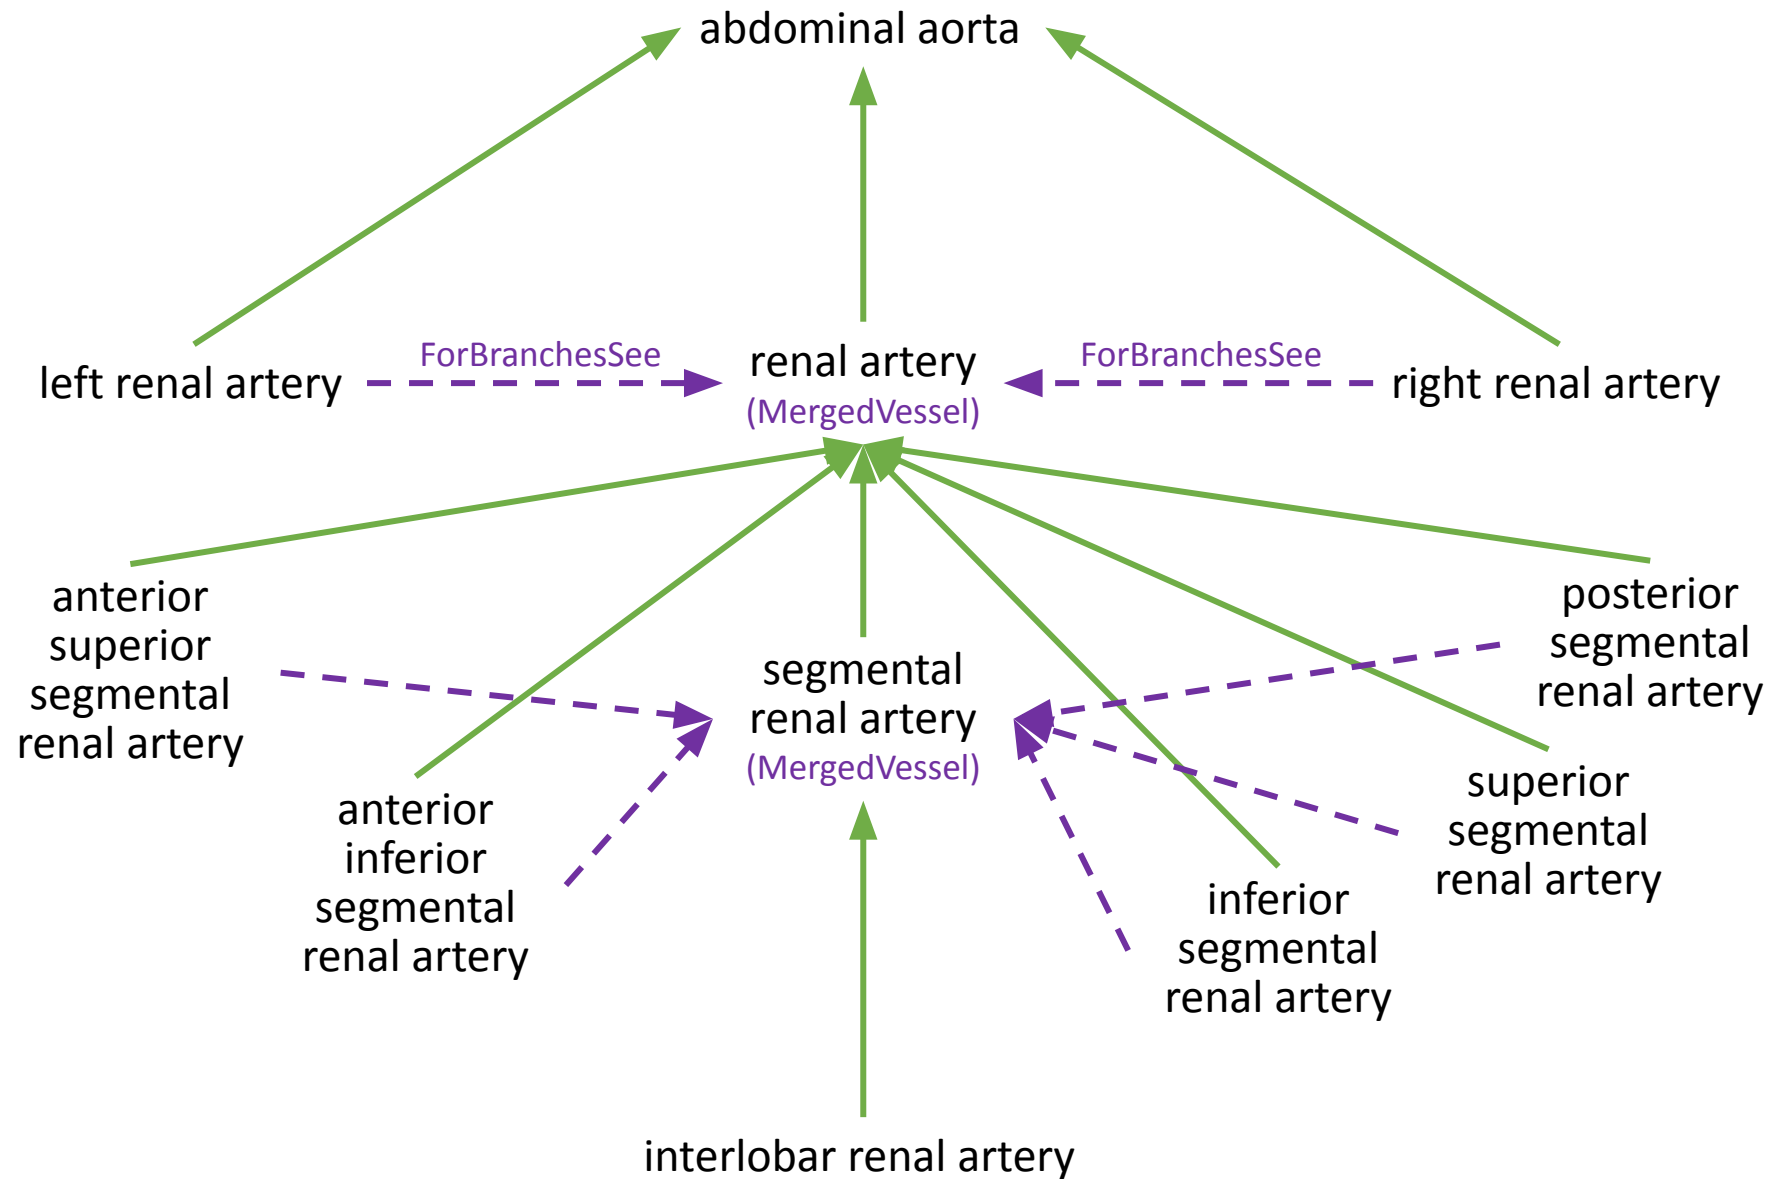 abdominal aorta
left renal artery
ForBranchesSee
renal artery
(MergedVessel)
ForBranchesSee
right renal artery
anterior
superior
segmental
renal artery
anterior
inferior
segmental
renal artery
segmental
renal artery
(MergedVessel)
inferior
segmental
renal artery
superior
segmental
renal artery
posterior
segmental
renal artery
interlobar renal artery